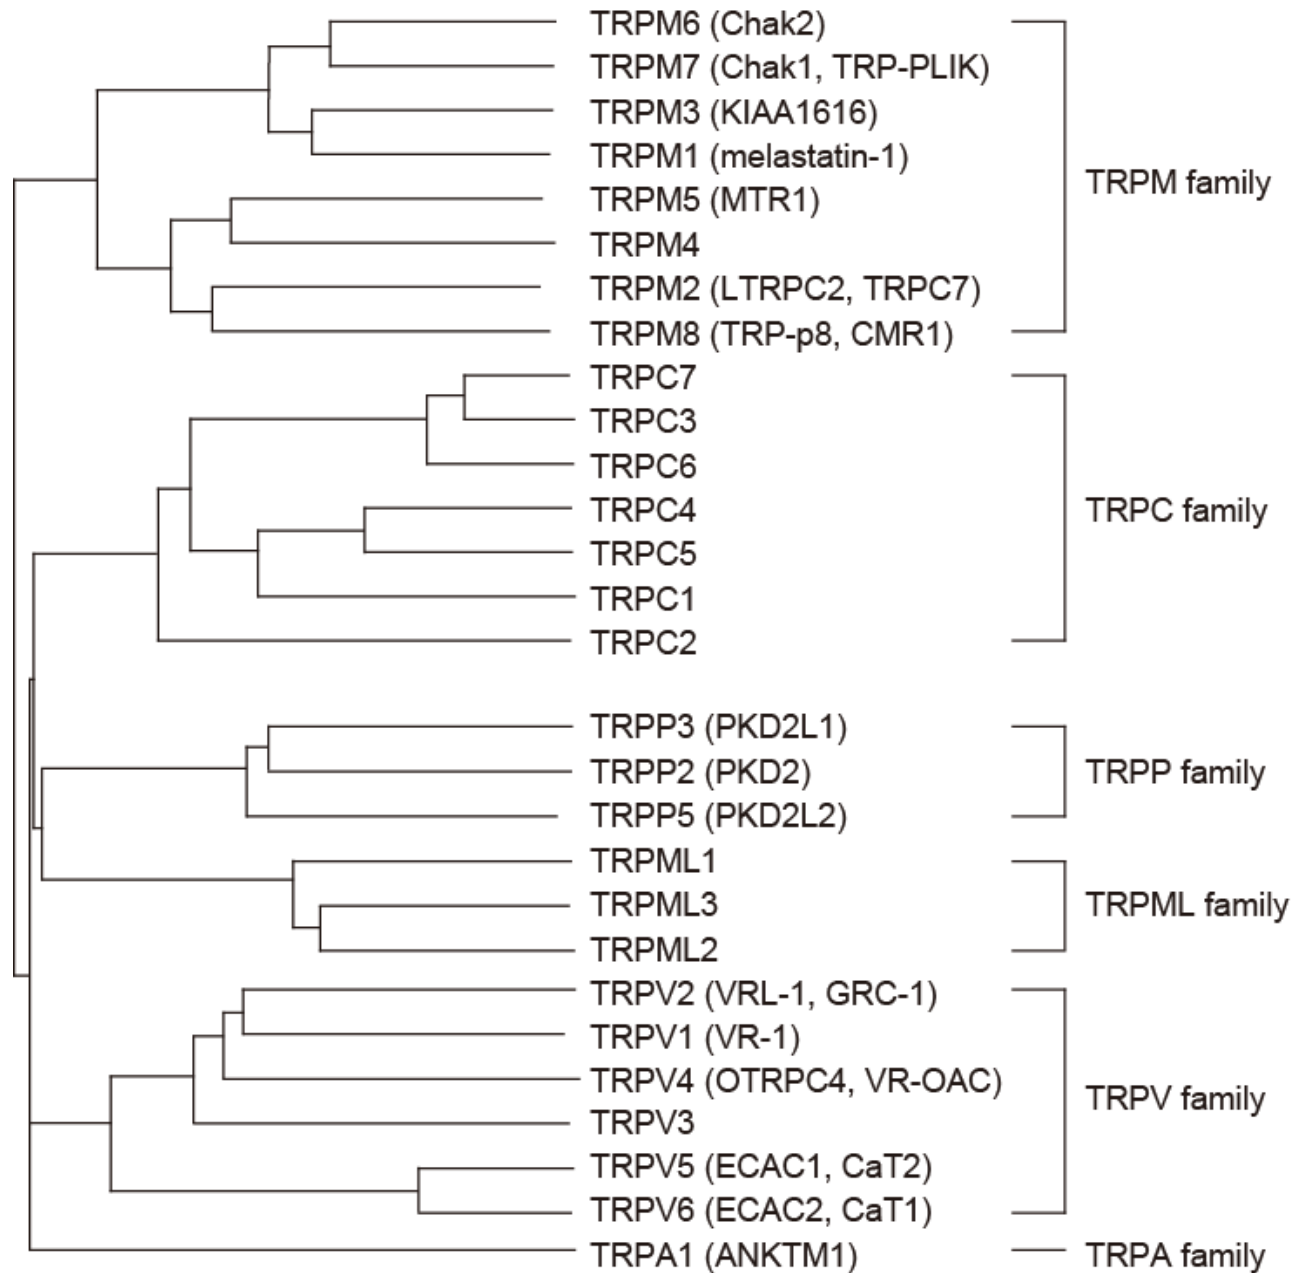 TRPM6 (Chak2)
TRPM7 (Chak1, TRP-PLIK)
TRPM3 (KIAA1616)
TRPM1 (melastatin-1)
TRPM5 (MTR1)
TRPM4
TRPM2 (LTRPC2, TRPC7)
TRPM8 (TRP-p8, CMR1)
TRPM family
TRPC7
TRPC3
TRPC6
TRPC4
TRPC5
TRPC1
TRPC2
TRPC family
TRPP3 (PKD2L1)
TRPP2 (PKD2)
TRPP5 (PKD2L2)
TRPP family
TRPML1
TRPML3
TRPML2
TRPML family
TRPV2 (VRL-1, GRC-1)
TRPV1 (VR-1)
TRPV4 (OTRPC4, VR-OAC)
TRPV3
TRPV5 (ECAC1, CaT2)
TRPV6 (ECAC2, CaT1)
TRPV family
TRPA1 (ANKTM1)
TRPA family